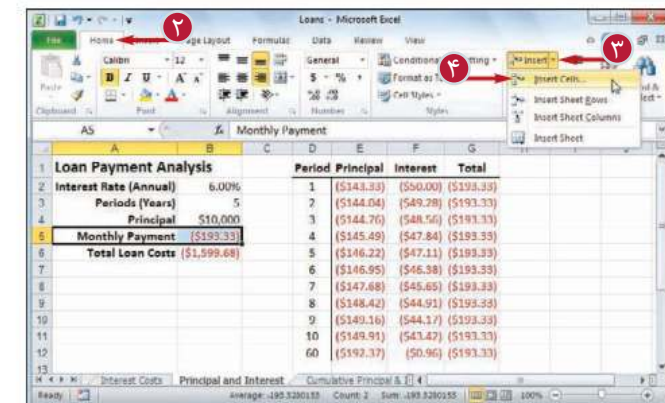 Loans - Microsoft Excel
۲
File Home Insert Page Layout Formulas Data Review View
۳
Calibri 12 General Conditional Formatting Insert
۴
Paste B I U A A $ % , Format as T Insert Cells...
Cell Styles Insert Sheet Rows
Insert Sheet Columns
Clipboard Font Alignment Number Styles
Insert Sheet
A5 fx Monthly Payment
A B C D E F G
1 Loan Payment Analysis Period Principal Interest Total
2 Interest Rate (Annual) 6.00% 1 ($143.33) ($50.00) ($193.33)
3 Periods (Years) 5 2 ($144.04) ($49.28) ($193.33)
4 Principal $10,000 3 ($144.76) ($48.56) ($193.33)
5 Monthly Payment ($193.33) 4 ($145.49) ($47.84) ($193.33)
6 Total Loan Costs ($1,599.68) 5 ($146.22) ($47.11) ($193.33)
7 6 ($146.95) ($46.38) ($193.33)
8 7 ($147.68) ($45.65) ($193.33)
9 8 ($148.42) ($44.91) ($193.33)
10 9 ($149.16) ($44.17) ($193.33)
11 10 ($149.91) ($43.42) ($193.33)
12 60 ($192.37) ($0.96) ($193.33)
13
Interest Costs Principal and Interest Cumulative Principal &
Ready Average: -193.3280153 Count: 2 Sum: -193.3280153 100%